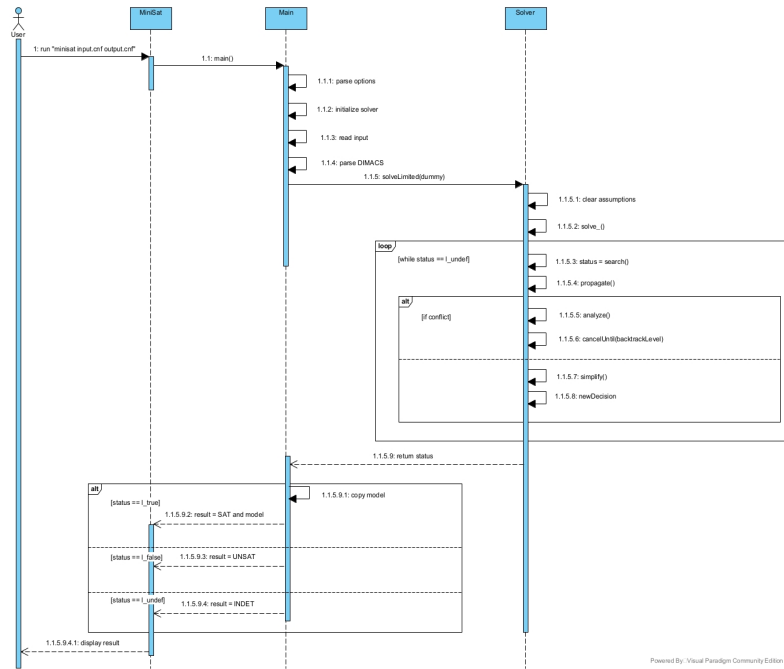 MiniSat
Main
Solver
User
1: run "minisat input.cnf output.cnf"
1.1: main()
1.1.1: parse options
1.1.2: initialize solver
1.1.3: read input
1.1.4: parse DIMACS
1.1.5: solveLimited(dummy)
1.1.5.1: clear assumptions
1.1.5.2: solve_()
loop
[while status == l_undef]
1.1.5.3: status = search()
1.1.5.4: propagate()
alt
[if conflict]
1.1.5.5: analyze()
1.1.5.6: cancelUntil(backtrackLevel)
1.1.5.7: simplify()
1.1.5.8: newDecision
1.1.5.9: return status
alt
[status == l_true]
1.1.5.9.1: copy model
1.1.5.9.2: result = SAT and model
[status == l_false]
1.1.5.9.3: result = UNSAT
[status == l_undef]
1.1.5.9.4: result = INDET
1.1.5.9.4.1: display result
Powered By Visual Paradigm Community Edition